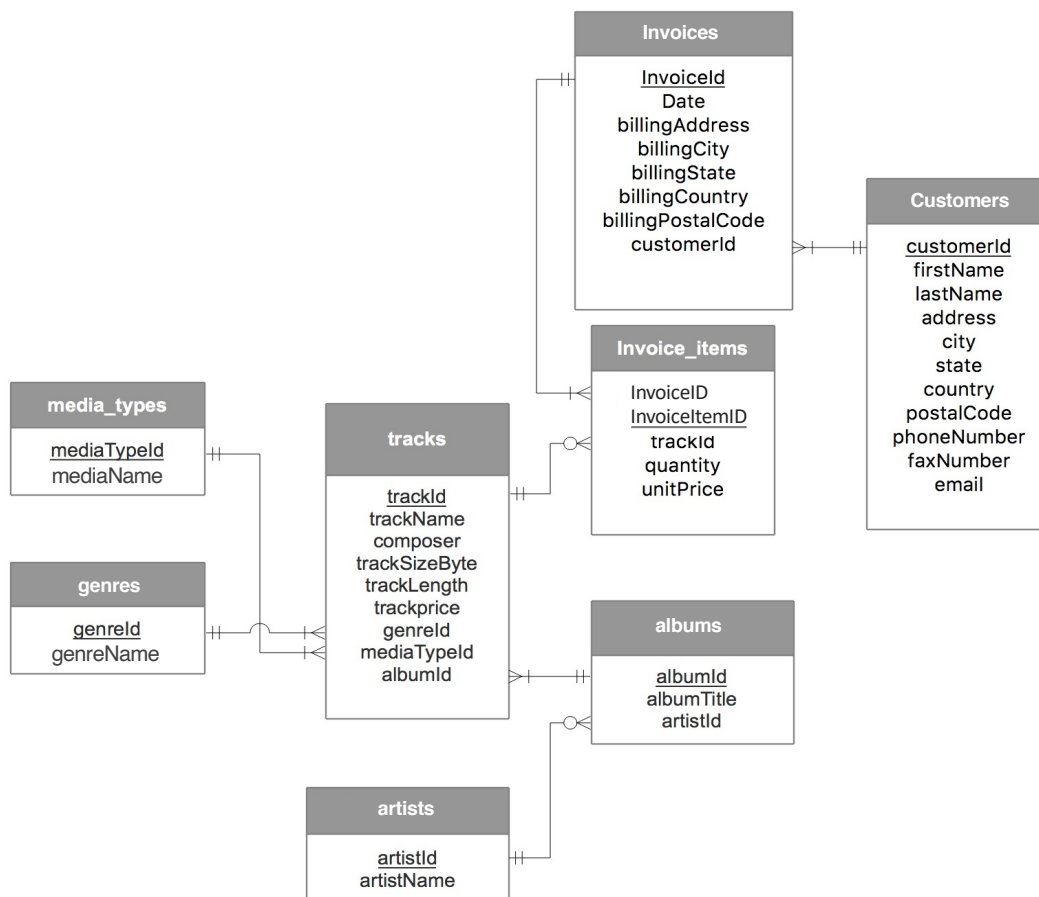 Invoices
InvoiceId
Date
billingAddress
billingCity
billingState
billingCountry
billingPostalCode
customerId
Customers
customerId
firstName
lastName
address
city
state
country
postalCode
phoneNumber
faxNumber
email
Invoice_items
InvoiceID
InvoiceItemID
trackId
quantity
unitPrice
media_types
mediaTypeId
mediaName
tracks
trackId
trackName
composer
trackSizeByte
trackLength
trackprice
genreId
mediaTypeId
albumId
genres
genreId
genreName
albums
albumId
albumTitle
artistId
artists
artistId
artistName